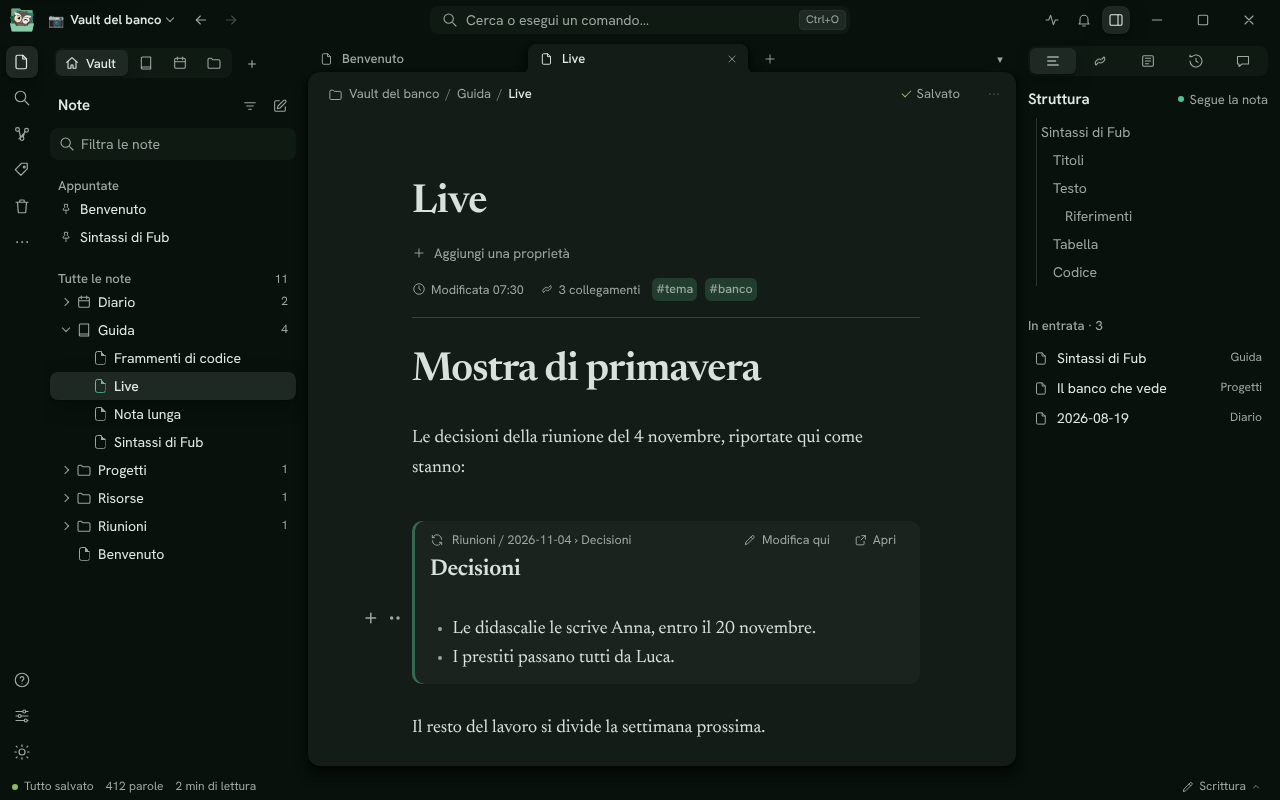 Vault del banco
Cerca o esegui un comando…
Ctrl+O
Vault
Benvenuto
Live
Note
Filtra le note
Appuntate
Benvenuto
Sintassi di Fub
Tutte le note 11
Diario 2
Guida 4
Frammenti di codice
Live
Nota lunga
Sintassi di Fub
Progetti 1
Risorse 1
Riunioni 1
Benvenuto
Vault del banco / Guida / Live
Salvato
Live
Aggiungi una proprietà
Modificata 07:30 3 collegamenti #tema #banco
Mostra di primavera
Le decisioni della riunione del 4 novembre, riportate qui come
stanno:
Riunioni / 2026-11-04 › Decisioni Modifica qui Apri
Decisioni
• Le didascalie le scrive Anna, entro il 20 novembre.
• I prestiti passano tutti da Luca.
Il resto del lavoro si divide la settimana prossima.
Struttura Segue la nota
Sintassi di Fub
Titoli
Testo
Riferimenti
Tabella
Codice
In entrata · 3
Sintassi di Fub Guida
Il banco che vede Progetti
2026-08-19 Diario
Tutto salvato 412 parole 2 min di lettura
Scrittura